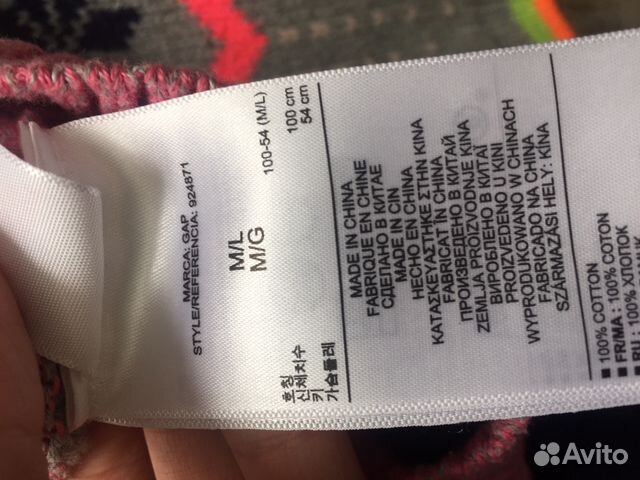 MARCA: GAP
STYLE/REFERENCIA: 924871
M/L
M/G
호칭
신체치수 100-54 (M/L)
키 100 cm
가슴둘레 54 cm
MADE IN CHINA
FABRIQUE EN CHINE
СДЕЛАНО В КИТАЕ
MADE IN CIN
HECHO EN CHINA
ΚΑΤΑΣΚΕΥΑΣΤΗΚΕ ΣΤΗΝ ΚΙΝΑ
FABRICAT ÎN CHINA
ПРОИЗВЕДЕНО В КИТАЙ
ZEMLJA PROIZVODNJE KINA
ВИРОБЛЕНО В КИТАЇ
PROIZVEDENO U KINI
WYPRODUKOWANO W CHINACH
FABRICADO NA CHINA
SZÁRMAZÁSI HELY: KÍNA
■ 100% COTTON
■ FR/MA : 100% COTON
■ RU : 100% ХЛОПОК
Avito